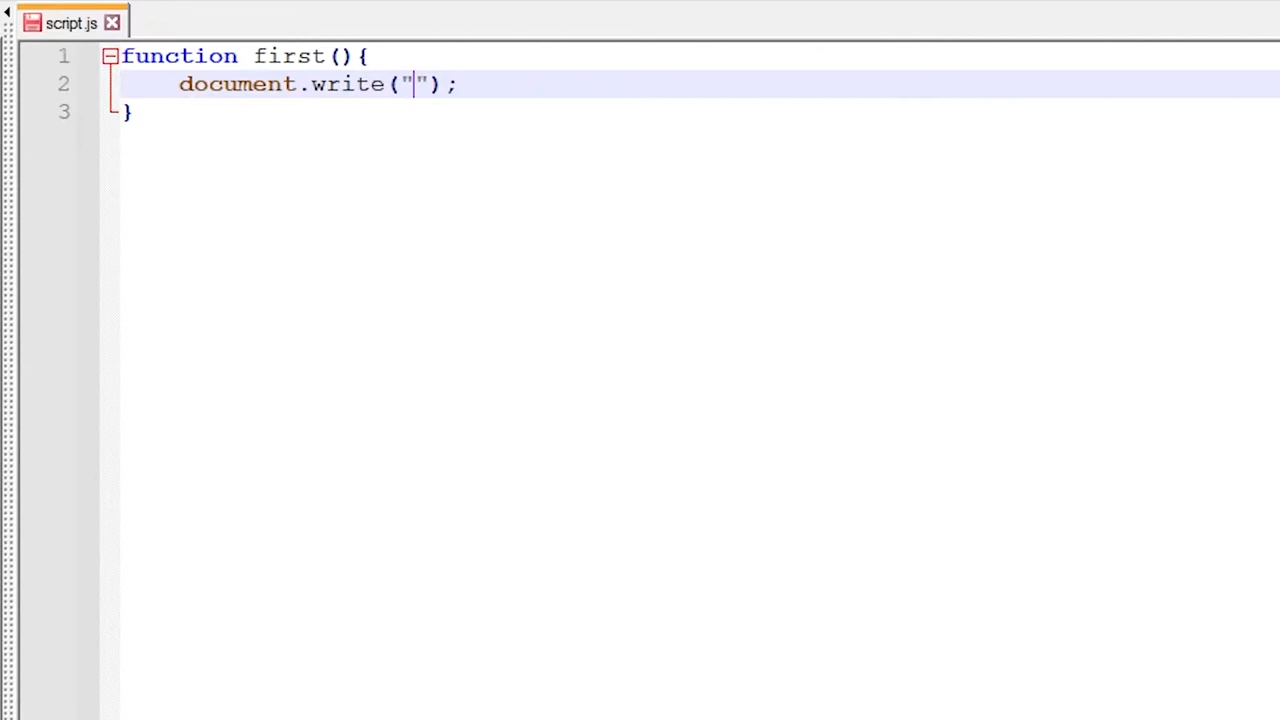 script.js
1 function first(){
2 document.write("");
3 }